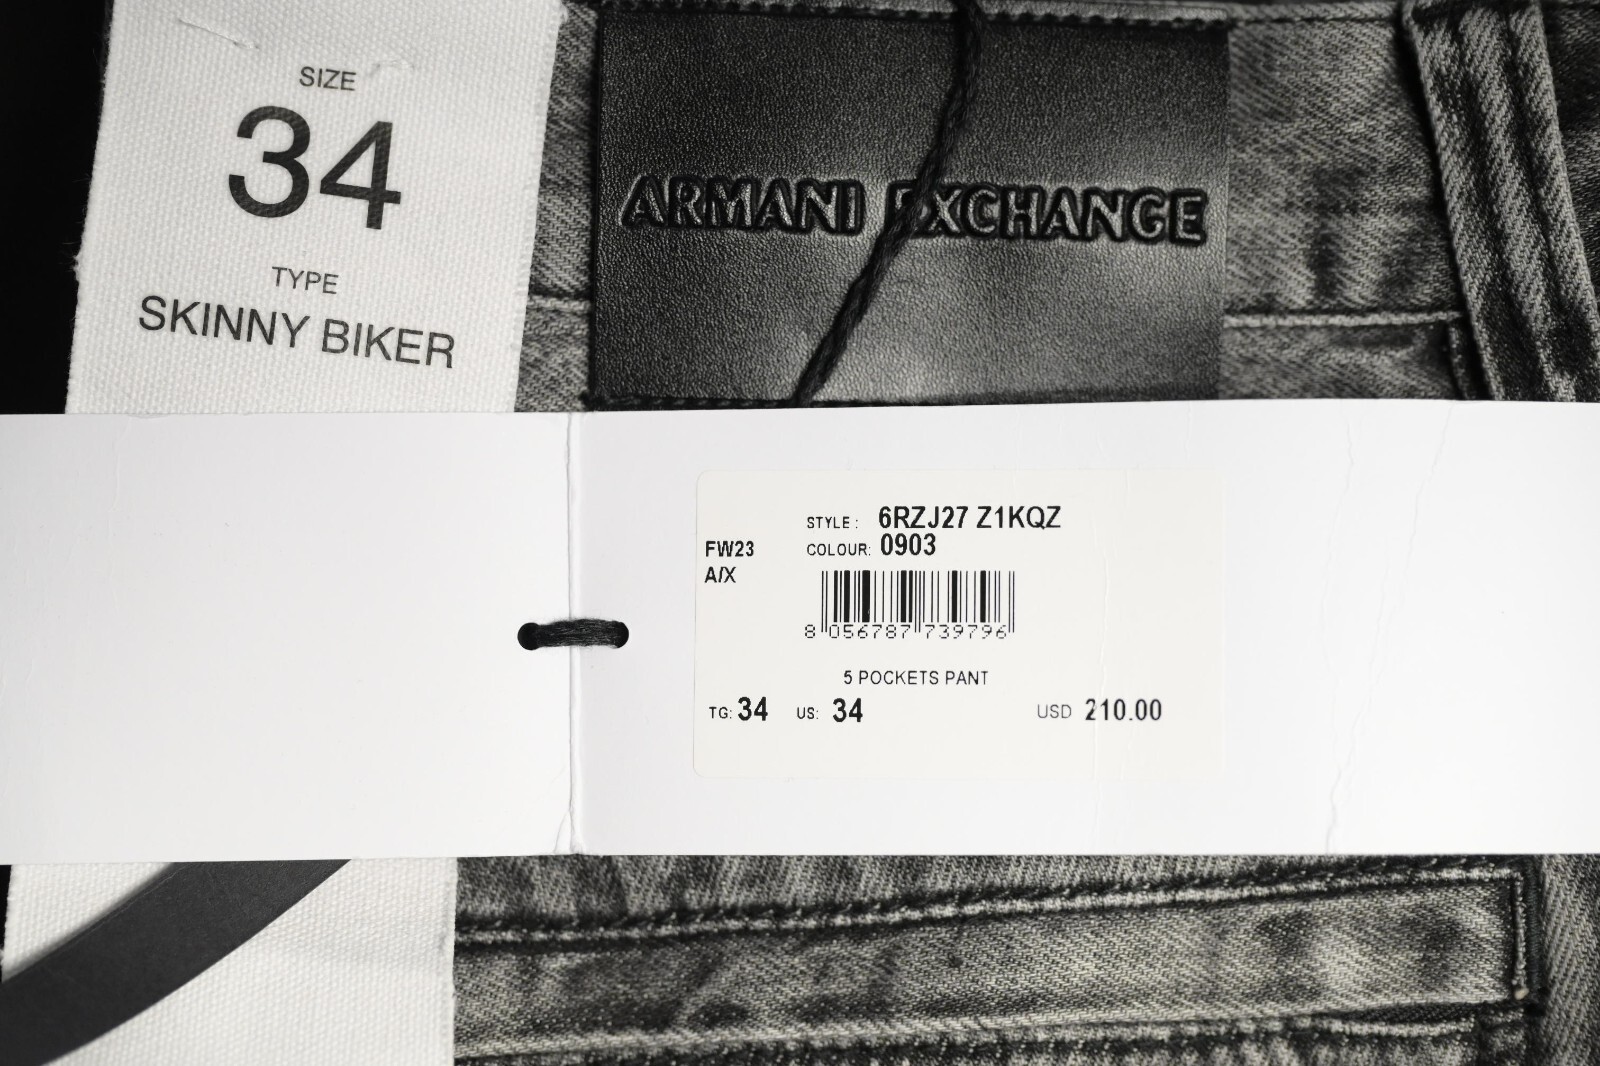 SIZE
34
TYPE
SKINNY BIKER
ARMANI EXCHANGE
STYLE: 6RZJ27 Z1KQZ
FW23 COLOUR: 0903
A/X
8 056787 739796
5 POCKETS PANT
TG: 34 US: 34 USD 210.00